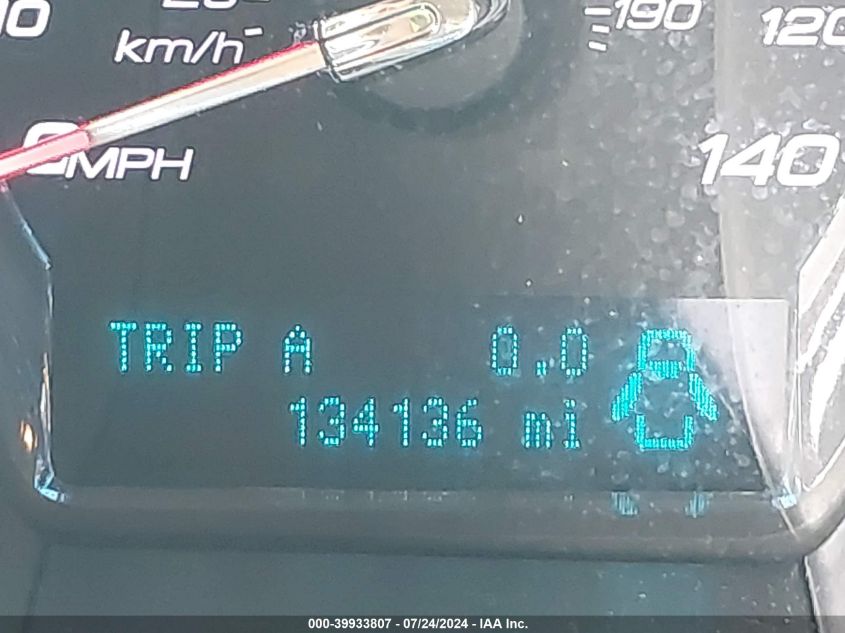 km/h
190
120
MPH
140
TRIP A 0.0
134136 mi
000-39933807 - 07/24/2024 - IAA Inc.